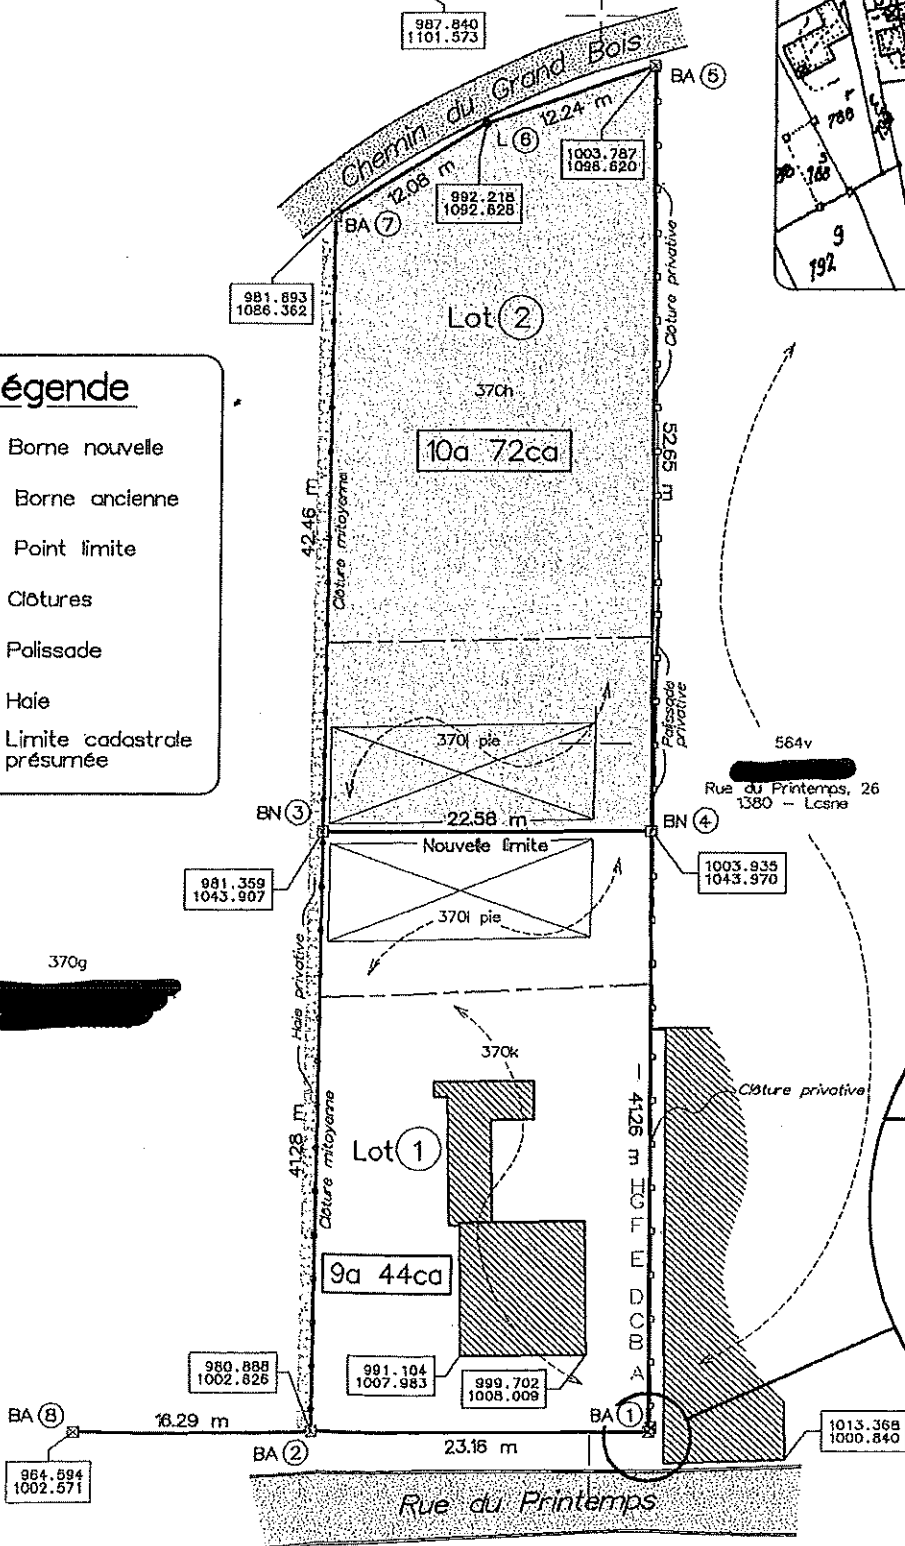 987.840
1101.573
Chemin du Grand Bois
BA 5
12.24 m
L 6
12.08 m
1003.787
1096.620
992.218
1092.628
BA 7
981.893
1086.362
788
188
9
192
Clôture privative
Lot 2
370h
10a 72ca
52.65 m
42.46 m
Clôture mitoyenne
égende
Borne nouvelle
Borne ancienne
Point limite
Clôtures
Palissade
Haie
Limite cadastrale
présumée
Palissade
privative
370l pie
564v
Rue du Printemps, 26
1380 - Lasne
BN 3
22.58 m
BN 4
Nouvelle limite
981.359
1043.907
1003.935
1043.970
370l pie
370g
Haie privative
370k
Clôture privative
41.28 m
41.26 m
Clôture mitoyenne
Lot 1
H
G
F
E
D
C
B
A
9a 44ca
980.888
1002.626
991.104
1007.983
999.702
1008.009
BA 8
16.29 m
BA 2
23.16 m
BA 1
1013.368
1000.840
964.594
1002.571
Rue du Printemps